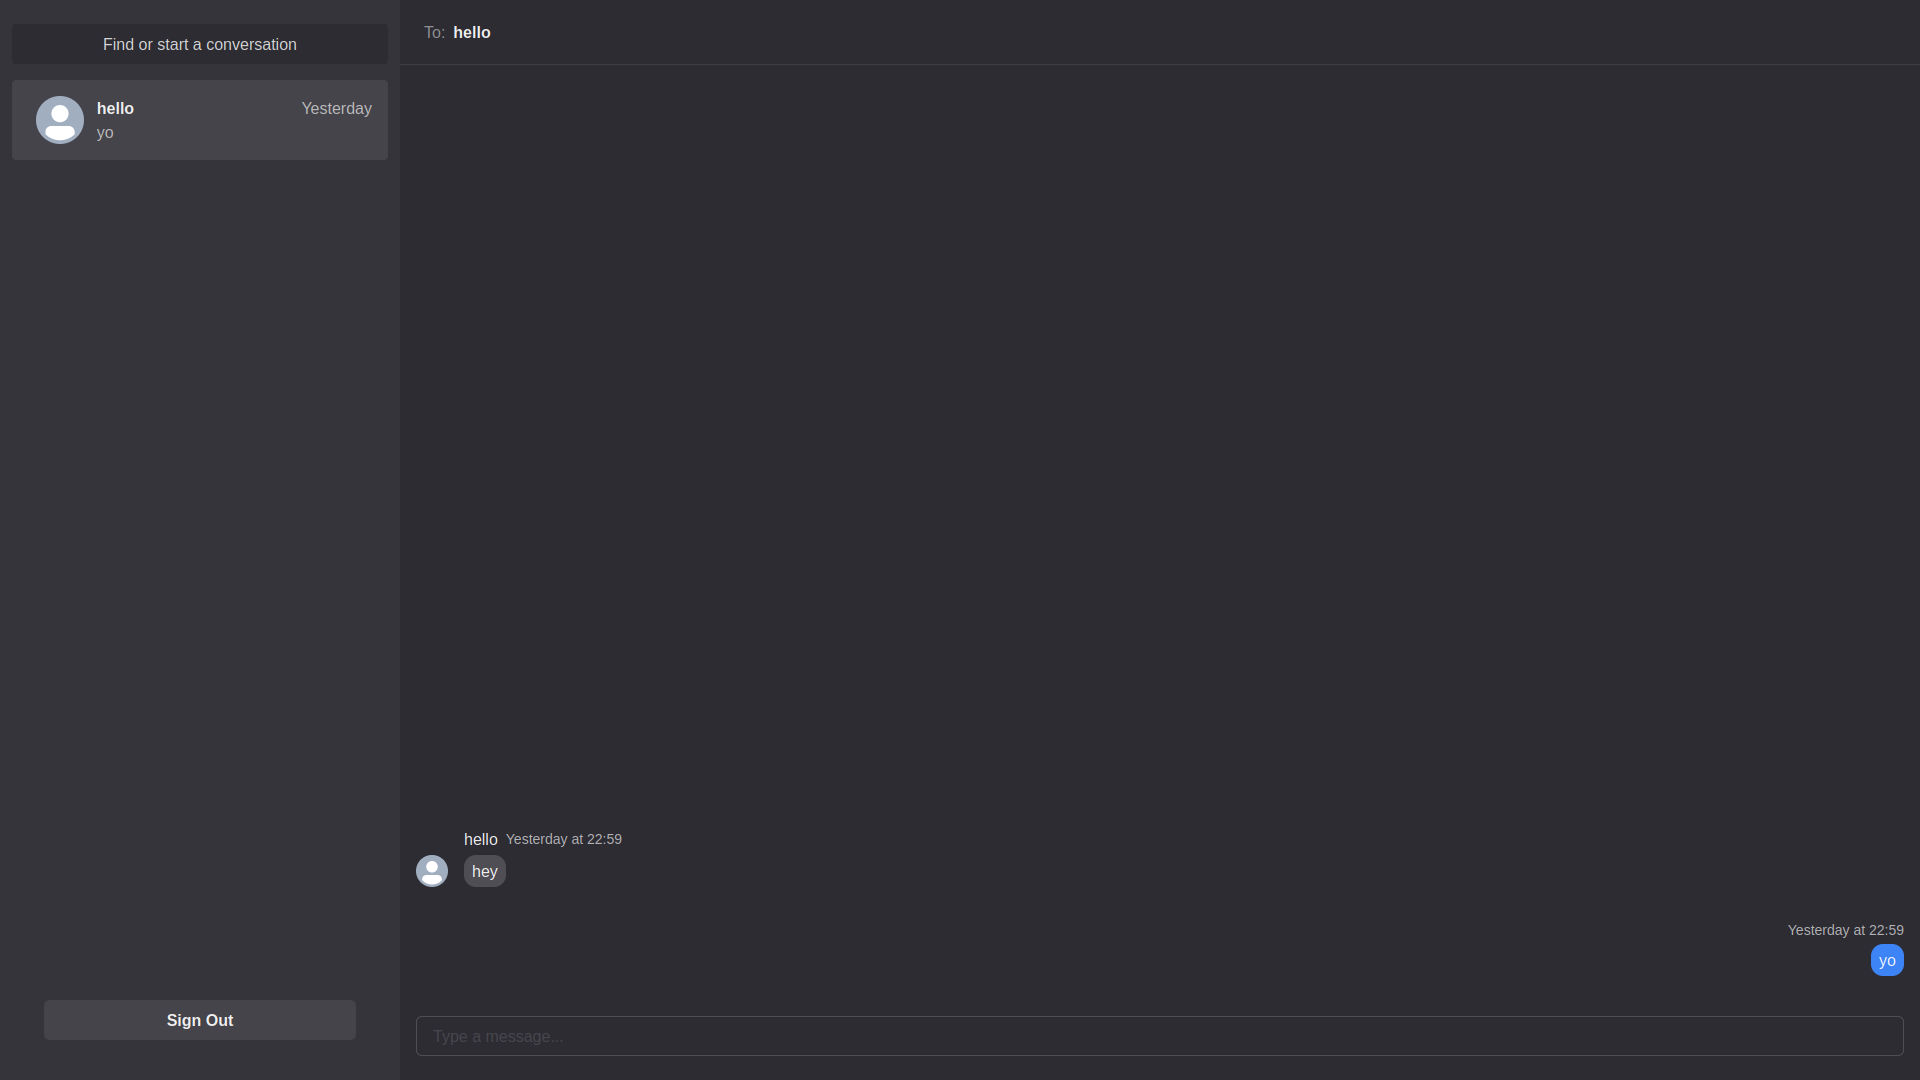 Find or start a conversation
hello
Yesterday
yo
Sign Out
To: hello
hello Yesterday at 22:59
hey
Yesterday at 22:59
yo
Type a message...